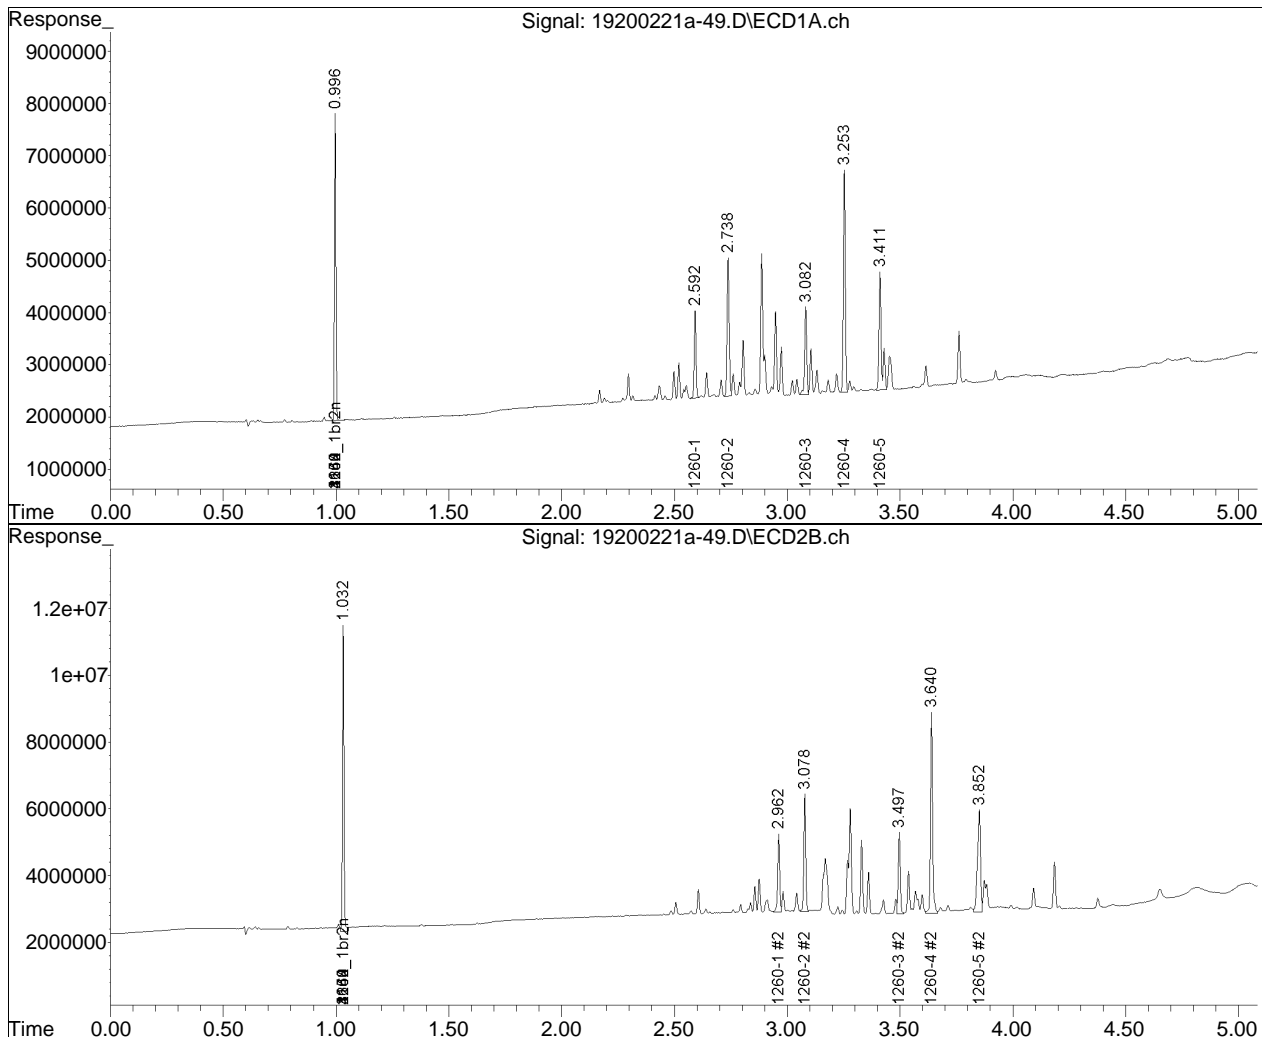 Response_
Signal: 19200221a-49.D\ECD1A.ch
9000000
8000000
7000000
6000000
5000000
4000000
3000000
2000000
1000000
0.996
2.592
2.738
3.082
3.253
3.411
_1br2n
1260-1
1260-2
1260-3
1260-4
1260-5
Time
0.00 0.50 1.00 1.50 2.00 2.50 3.00 3.50 4.00 4.50 5.00
Response_
Signal: 19200221a-49.D\ECD2B.ch
1.2e+07
1e+07
8000000
6000000
4000000
2000000
1.032
2.962
3.078
3.497
3.640
3.852
_1br2n
1260-1 #2
1260-2 #2
1260-3 #2
1260-4 #2
1260-5 #2
Time
0.00 0.50 1.00 1.50 2.00 2.50 3.00 3.50 4.00 4.50 5.00